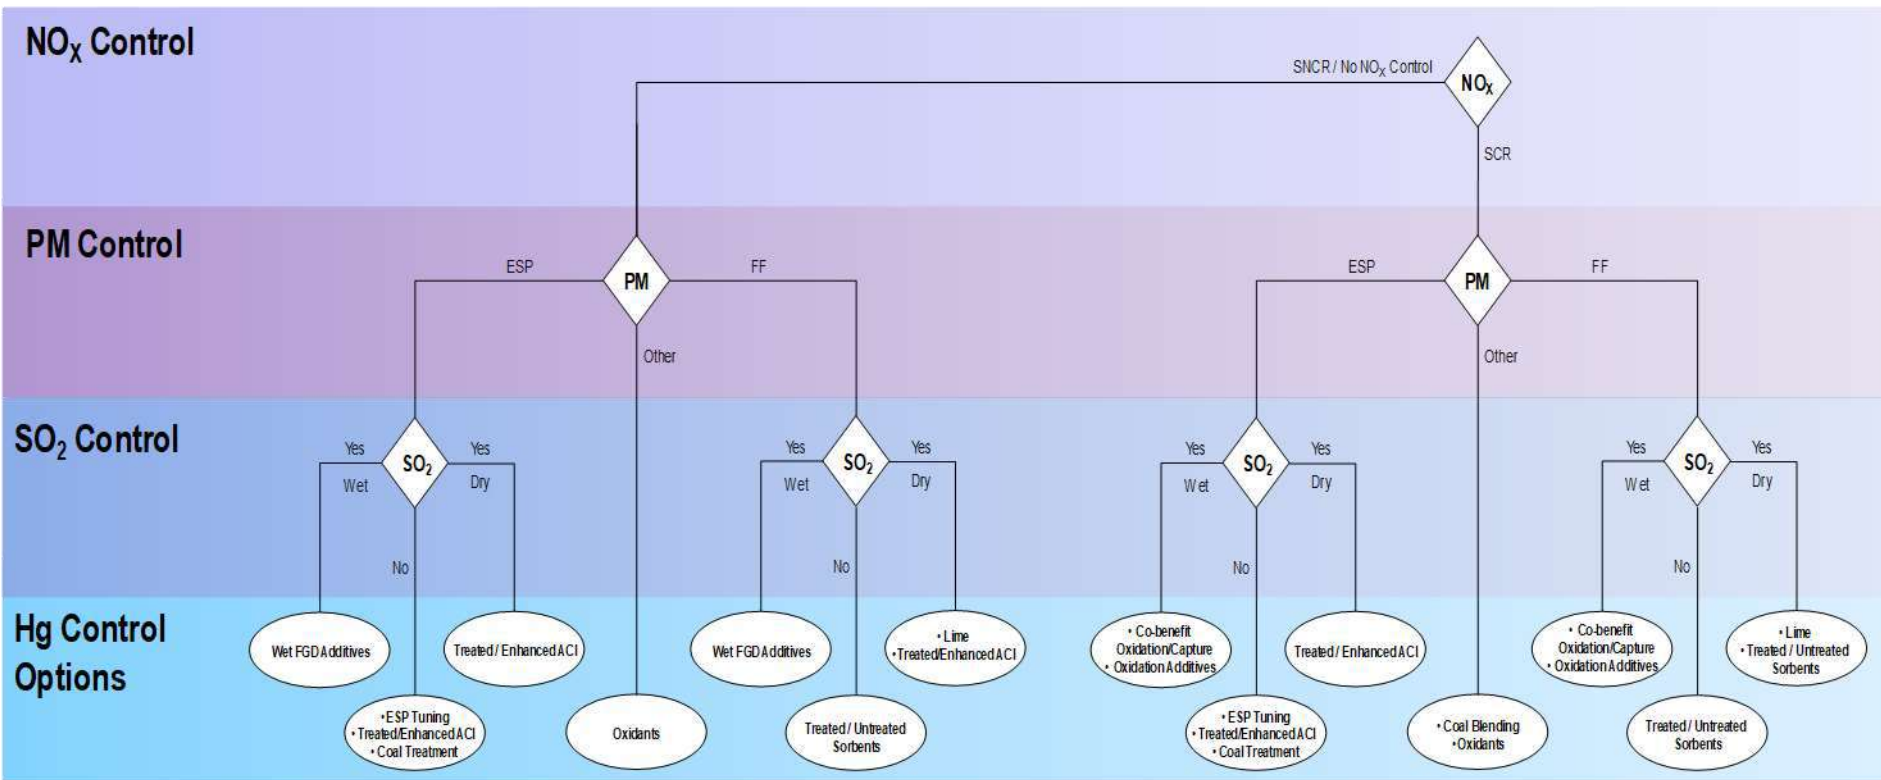 NOX Control
SNCR / No NOX Control
NOX
SCR
PM Control
ESP
PM
FF
Other
ESP
PM
FF
Other
SO2 Control
Yes
Wet
SO2
Yes
Dry
No
Yes
Wet
SO2
Yes
Dry
No
Yes
Wet
SO2
Yes
Dry
No
Yes
Wet
SO2
Yes
Dry
No
Hg Control
Options
Wet FGD Additives
• ESP Tuning
• Treated/Enhanced ACI
• Coal Treatment
Treated / Enhanced ACI
Oxidants
Wet FGD Additives
Treated / Untreated
Sorbents
• Lime
• Treated/Enhanced ACI
• Co-benefit
Oxidation/Capture
• Oxidation Additives
• ESP Tuning
• Treated/Enhanced ACI
• Coal Treatment
Treated / Enhanced ACI
• Coal Blending
• Oxidants
• Co-benefit
Oxidation/Capture
• Oxidation Additives
Treated / Untreated
Sorbents
• Lime
• Treated / Untreated
Sorbents